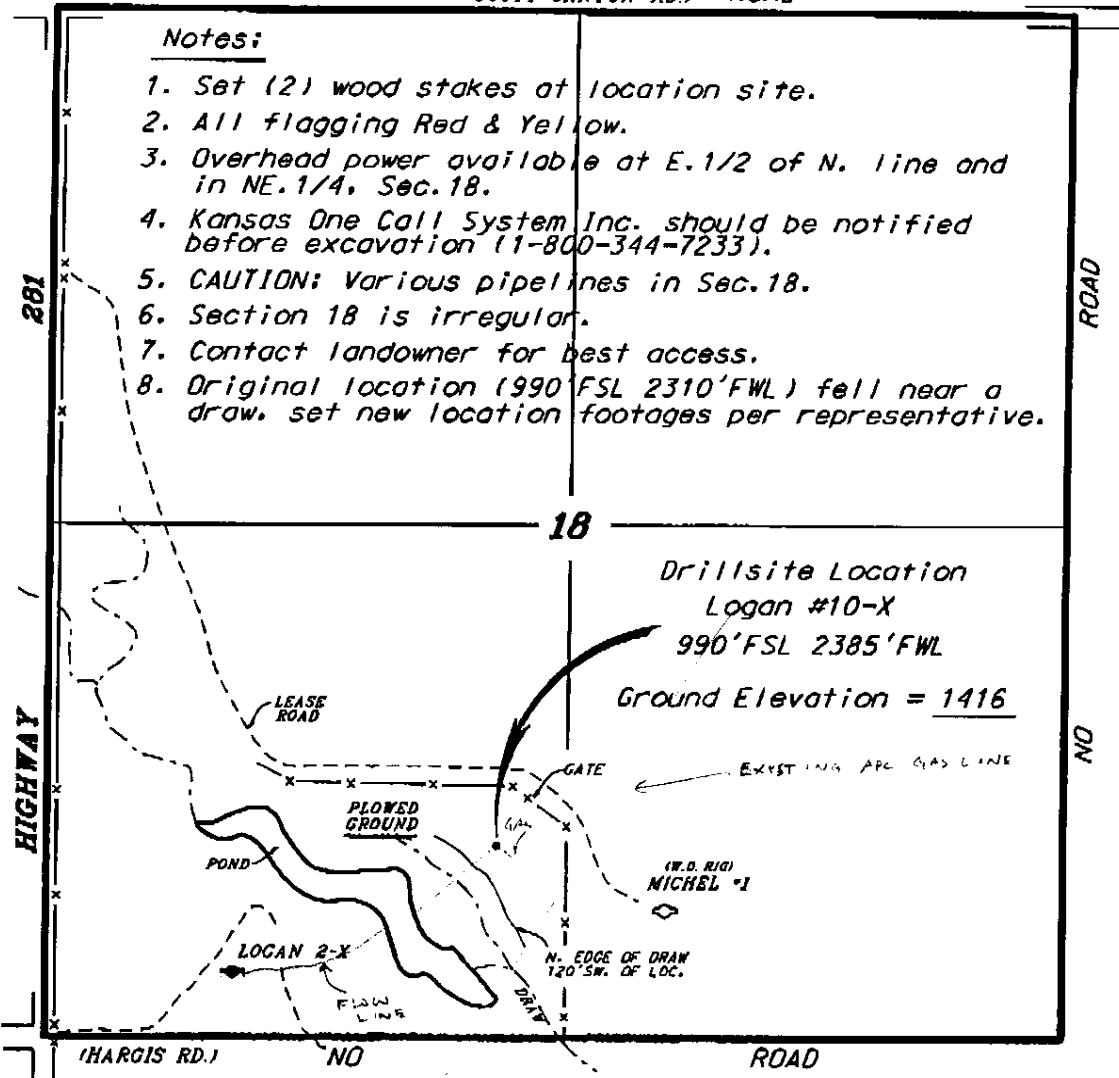 Notes:
1. Set (2) wood stakes at location site.
2. All flagging Red & Yellow.
3. Overhead power available at E.1/2 of N. line and
in NE.1/4. Sec.18.
4. Kansas One Call System Inc. should be notified
before excavation (1-800-344-7233).
5. CAUTION: Various pipelines in Sec.18.
6. Section 18 is irregular.
7. Contact landowner for best access.
8. Original location (990'FSL 2310'FWL) fell near a
draw. set new location footages per representative.
281
ROAD
18
Drillsite Location
Logan #10-X
990'FSL 2385'FWL
Ground Elevation = 1416
LEASE
ROAD
HIGHWAY
NO
GATE
EXISTING APC GAS LINE
PLOWED
GROUND
GAS
POND
(W.D. RIG)
MICHEL #1
LOGAN 2-X
N. EDGE OF DRAW
120'SW. OF LOC.
FLOW
LINE
DRAW
(HARGIS RD.)
NO
ROAD